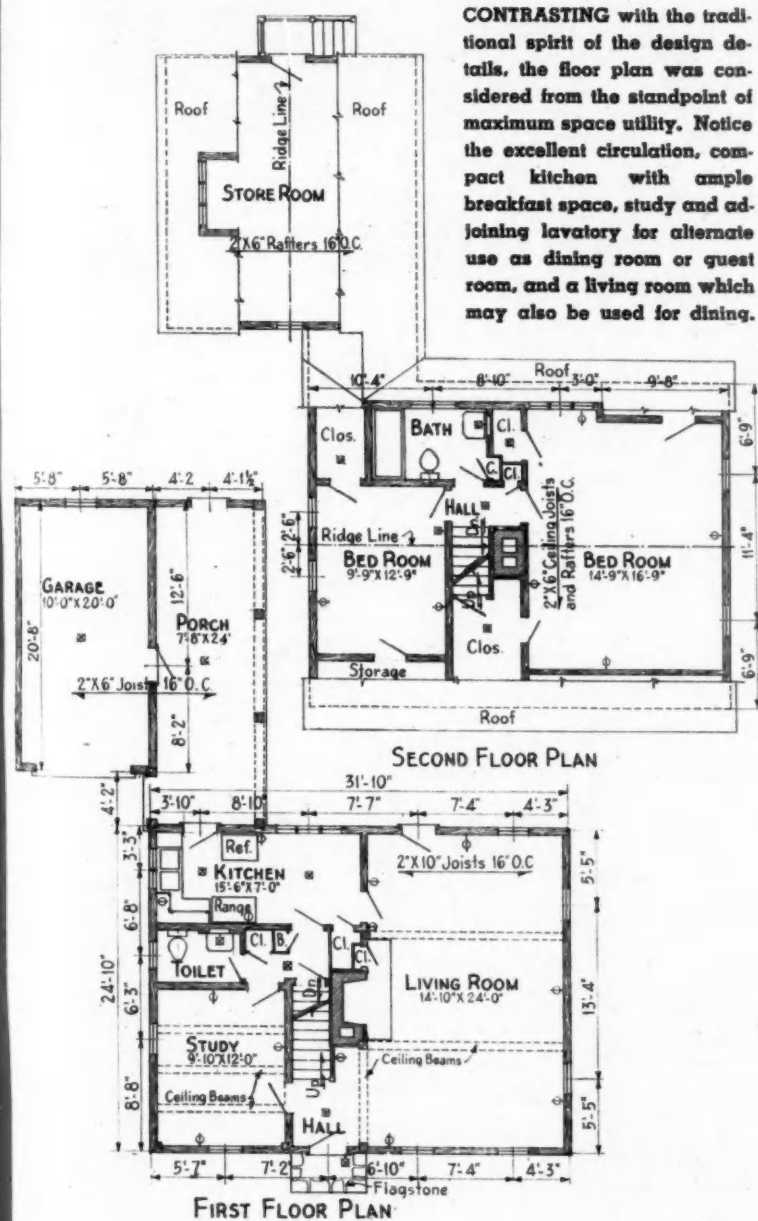 CONTRASTING with the tradi-
tional spirit of the design de-
tails, the floor plan was con-
sidered from the standpoint of
maximum space utility. Notice
the excellent circulation, com-
pact kitchen with ample
breakfast space, study and ad-
joining lavatory for alternate
use as dining room or guest
room, and a living room which
may also be used for dining.
Roof
Ridge Line
Roof
STORE ROOM
2"X6" Rafters 16"O.C.
Roof
10'-4"
8'-10"
3'-0"
9'-8"
Clos.
BATH
Cl.
C.
Cl.
6'-9"
HALL
Dn
Ridge Line
2'-6"
2'-6"
BED ROOM
9'-9"X12'-9"
Up
2"X6" Ceiling Joists
and Rafters 16"O.C.
BED ROOM
14'-9"X16'-9"
11'-4"
Clos.
Storage
6'-9"
Roof
SECOND FLOOR PLAN
5'-8"
5'-8"
4'-2
4'-1½"
GARAGE
10'-0"X20'-0"
20'-8"
12'-6"
PORCH
7'-8"X24'
2"X6" Joists 16"O.C.
8'-2"
4'-2"
31'-10"
3'-10"
8'-10"
7'-7"
7'-4"
4'-3"
3'-3"
Ref.
KITCHEN
15'-6"X7'-0"
Range
2"X10" Joists 16"O.C
5'-5"
6'-8"
Cl.
B.
Cl.
Cl.
TOILET
24'-10"
6'-3"
Dn
LIVING ROOM
14'-10"X24'-0"
13'-4"
STUDY
9'-10"X12'-0"
Ceiling Beams
Up
Ceiling Beams
8'-8"
HALL
5'-5"
5'-7"
7'-2"
6'-10"
7'-4"
4'-3"
Flagstone
FIRST FLOOR PLAN